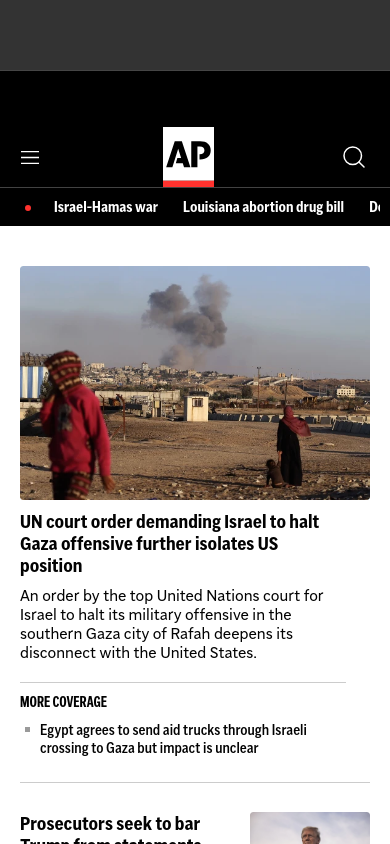 AP
Israel-Hamas war Louisiana abortion drug bill
UN court order demanding Israel to halt
Gaza offensive further isolates US
position
An order by the top United Nations court for
Israel to halt its military offensive in the
southern Gaza city of Rafah deepens its
disconnect with the United States.
MORE COVERAGE
Egypt agrees to send aid trucks through Israeli
crossing to Gaza but impact is unclear
Prosecutors seek to bar
Trump from statements